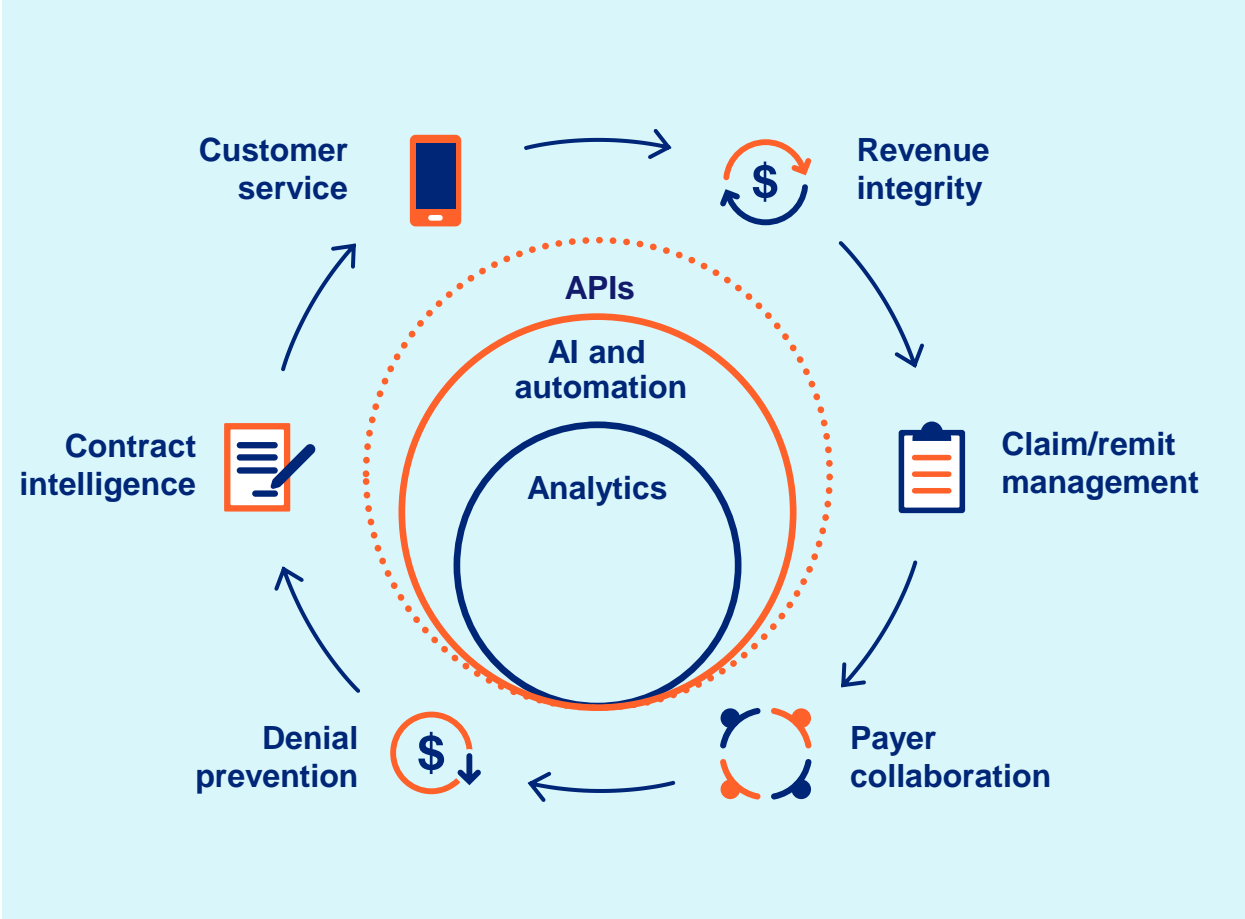 Customer
service
$
Revenue
integrity
APIs
AI and
automation
Analytics
Contract
intelligence
Claim/remit
management
Denial
prevention
$
Payer
collaboration